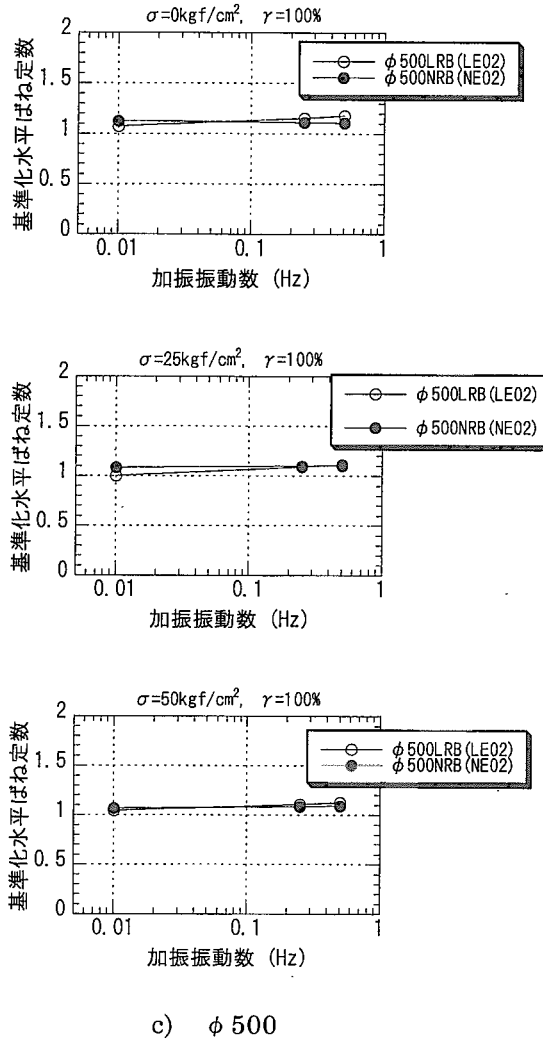 σ=0kgf/cm², γ=100%
2
1.5
1
0.5
0
基準化水平ばね定数
φ500LRB(LE02)
φ500NRB(NE02)
0.01 0.1 1
加振振動数 (Hz)
σ=25kgf/cm², γ=100%
2
1.5
1
0.5
0
基準化水平ばね定数
φ500LRB(LE02)
φ500NRB(NE02)
0.01 0.1 1
加振振動数 (Hz)
σ=50kgf/cm², γ=100%
2
1.5
1
0.5
0
基準化水平ばね定数
φ500LRB(LE02)
φ500NRB(NE02)
0.01 0.1 1
加振振動数 (Hz)
c) φ500